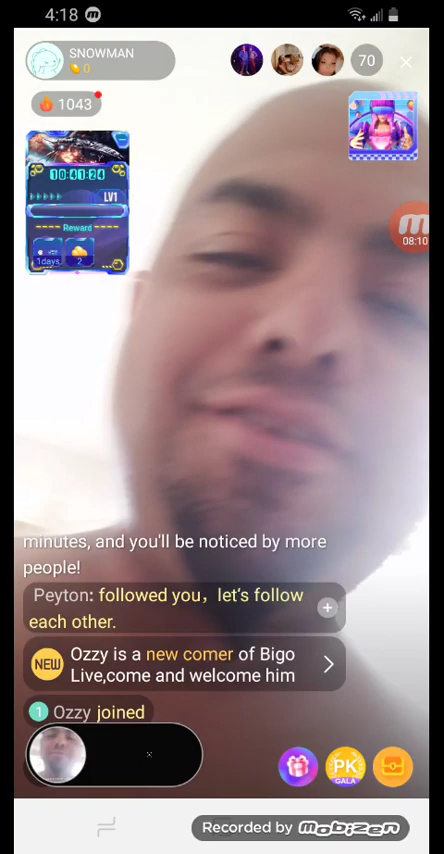 4:18
SNOWMAN
0
70
1043
10:41:24
LV1
Reward
1days
2
08:10
minutes, and you'll be noticed by more
people!
Peyton: followed you, let's follow
each other.
NEW
Ozzy is a new comer of Bigo
Live,come and welcome him
1 Ozzy joined
PK
GALA
Recorded by mobizen